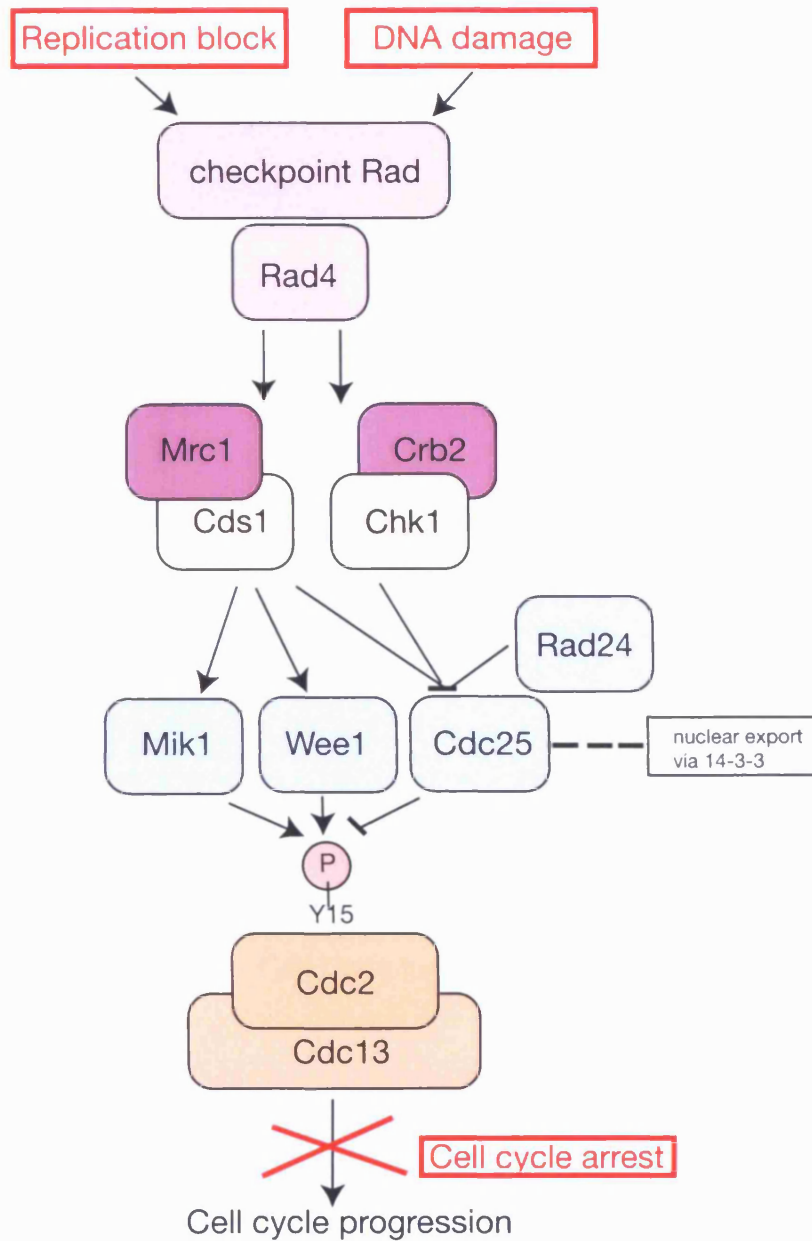 Replication block
DNA damage
checkpoint Rad
Rad4
Mrc1
Crb2
Cds1
Chk1
Rad24
Mik1
Wee1
Cdc25
nuclear export
via 14-3-3
P
Y15
Cdc2
Cdc13
Cell cycle arrest
Cell cycle progression